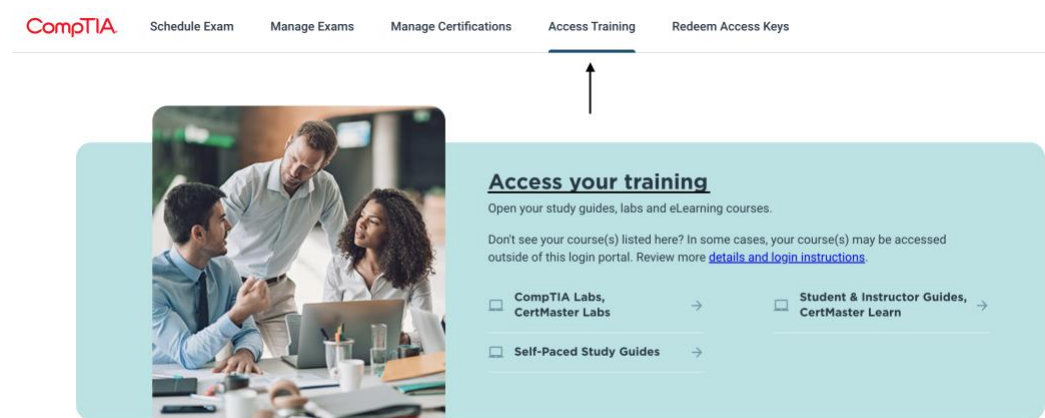 CompTIA. Schedule Exam Manage Exams Manage Certifications Access Training Redeem Access Keys
Access your training
Open your study guides, labs and eLearning courses.
Don't see your course(s) listed here? In some cases, your course(s) may be accessed
outside of this login portal. Review more details and login instructions.
CompTIA Labs,
CertMaster Labs
Student & Instructor Guides,
CertMaster Learn
Self-Paced Study Guides